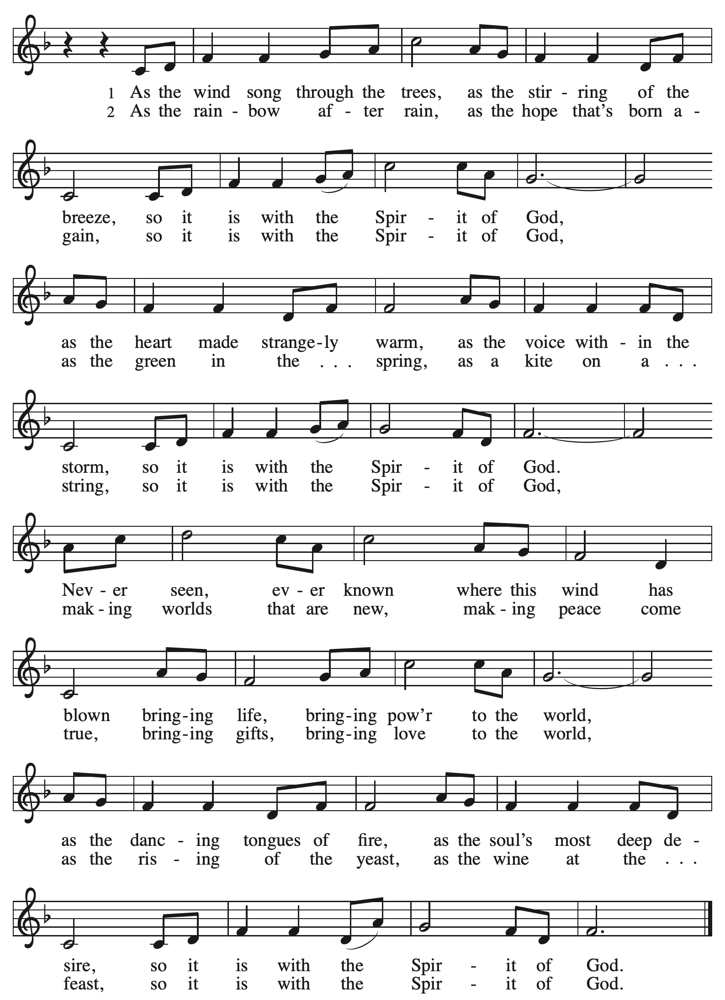 1 As the wind song through the trees, as the stir - ring of the
2 As the rain - bow af - ter rain, as the hope that's born a -
breeze, so it is with the Spir - it of God,
gain, so it is with the Spir - it of God,
as the heart made strange - ly warm, as the voice with - in the
as the green in the . . . spring, as a kite on a . . .
storm, so it is with the Spir - it of God.
string, so it is with the Spir - it of God,
Nev - er seen, ev - er known where this wind has
mak - ing worlds that are new, mak - ing peace come
blown bring - ing life, bring - ing pow'r to the world,
true, bring - ing gifts, bring - ing love to the world,
as the danc - ing tongues of fire, as the soul's most deep de -
as the ris - ing of the yeast, as the wine at the . . .
sire, so it is with the Spir - it of God.
feast, so it is with the Spir - it of God.